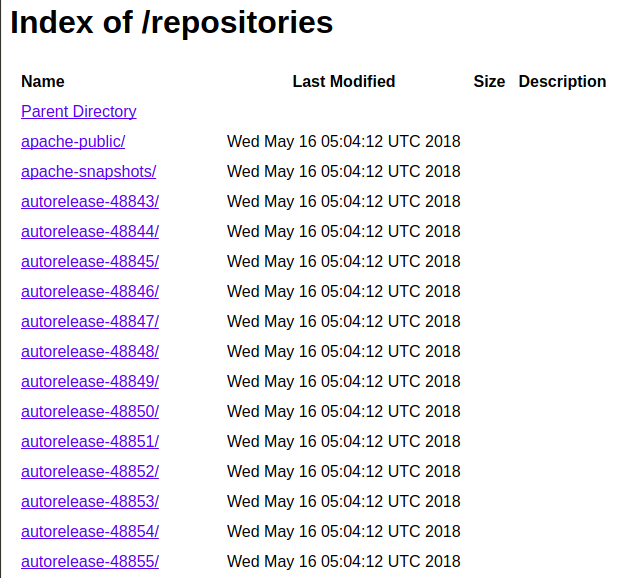 Index of /repositories
Name Last Modified Size Description
Parent Directory
apache-public/ Wed May 16 05:04:12 UTC 2018
apache-snapshots/ Wed May 16 05:04:12 UTC 2018
autorelease-48843/ Wed May 16 05:04:12 UTC 2018
autorelease-48844/ Wed May 16 05:04:12 UTC 2018
autorelease-48845/ Wed May 16 05:04:12 UTC 2018
autorelease-48846/ Wed May 16 05:04:12 UTC 2018
autorelease-48847/ Wed May 16 05:04:12 UTC 2018
autorelease-48848/ Wed May 16 05:04:12 UTC 2018
autorelease-48849/ Wed May 16 05:04:12 UTC 2018
autorelease-48850/ Wed May 16 05:04:12 UTC 2018
autorelease-48851/ Wed May 16 05:04:12 UTC 2018
autorelease-48852/ Wed May 16 05:04:12 UTC 2018
autorelease-48853/ Wed May 16 05:04:12 UTC 2018
autorelease-48854/ Wed May 16 05:04:12 UTC 2018
autorelease-48855/ Wed May 16 05:04:12 UTC 2018